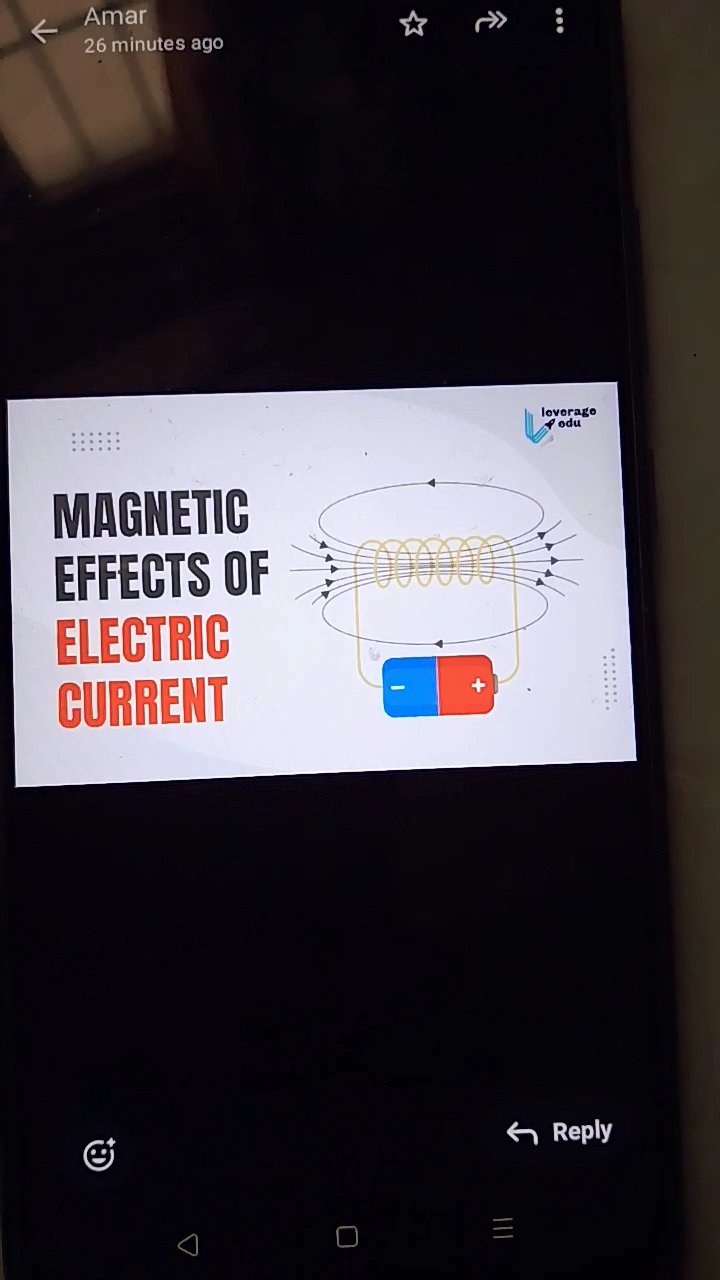 Amar
26 minutes ago
leverage
edu
MAGNETIC
EFFECTS OF
ELECTRIC
CURRENT
− +
Reply